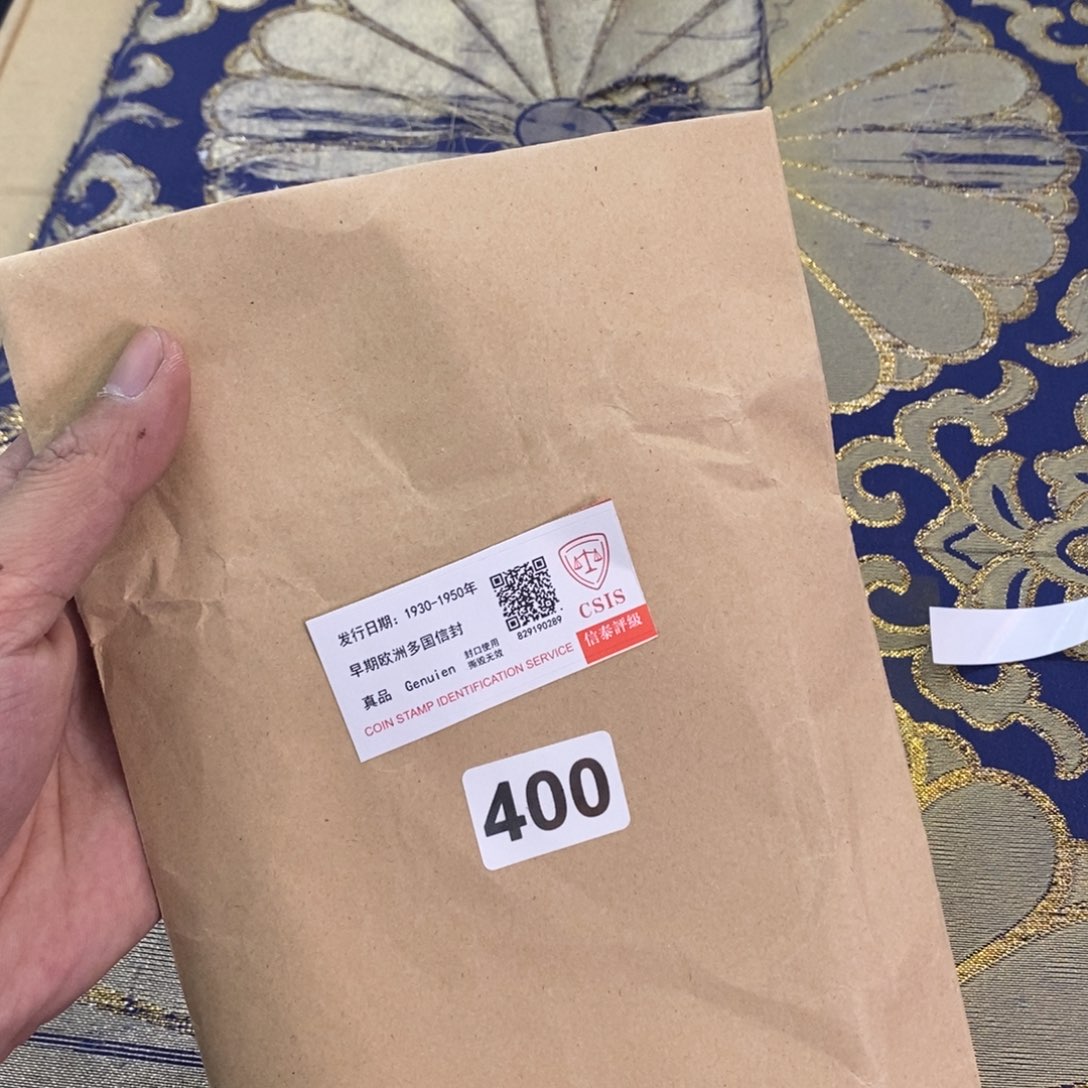 发行日期：1930-1950年
早期欧洲多国信封
真品 Genuien
封口使用
撕毁无效
829190289
COIN STAMP IDENTIFICATION SERVICE
CSIS
信泰評級
400